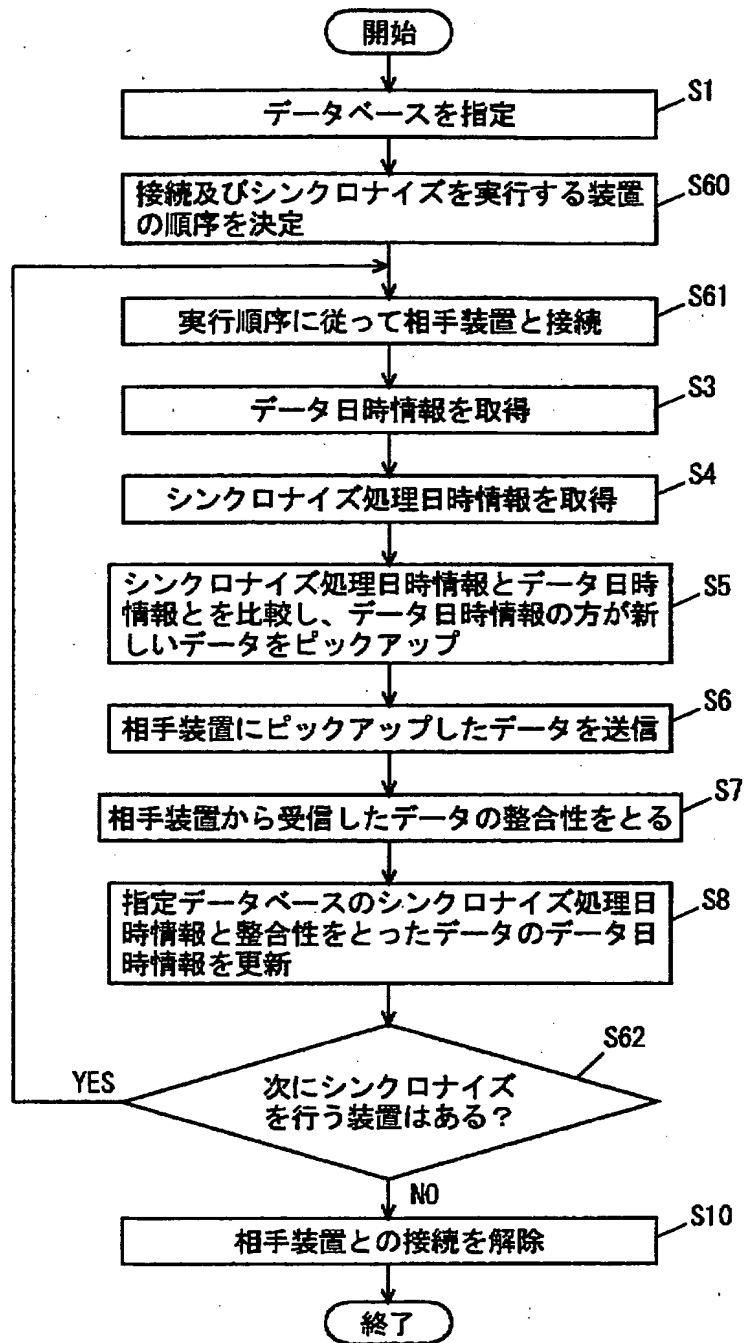 開始
S1
データベースを指定
S60
接続及びシンクロナイズを実行する装置
の順序を決定
S61
実行順序に従って相手装置と接続
S3
データ日時情報を取得
S4
シンクロナイズ処理日時情報を取得
S5
シンクロナイズ処理日時情報とデータ日時
情報とを比較し、データ日時情報の方が新
しいデータをピックアップ
S6
相手装置にピックアップしたデータを送信
S7
相手装置から受信したデータの整合性をとる
S8
指定データベースのシンクロナイズ処理日
時情報と整合性をとったデータのデータ日
時情報を更新
S62
YES
次にシンクロナイズ
を行う装置はある？
NO
S10
相手装置との接続を解除
終了